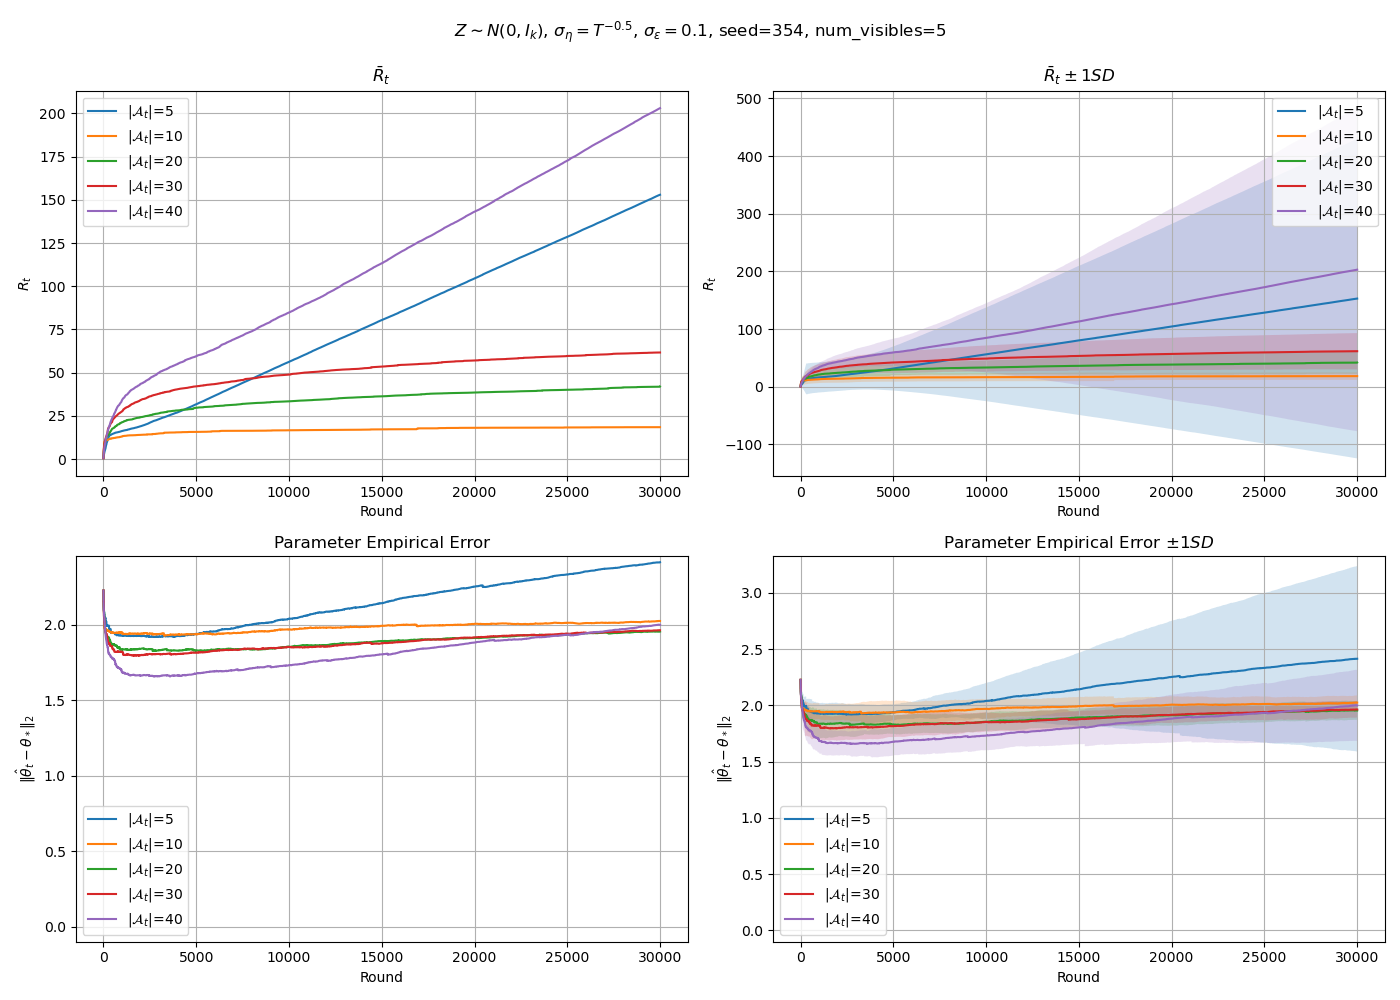 Z ∼ N(0, I_k), σ_η = T^{−0.5}, σ_ε = 0.1, seed=354, num_visibles=5
R̄_t
R_t
200
175
150
125
100
75
50
25
0
|𝒜_t|=5
|𝒜_t|=10
|𝒜_t|=20
|𝒜_t|=30
|𝒜_t|=40
0 5000 10000 15000 20000 25000 30000
Round
R̄_t ± 1SD
R_t
500
400
300
200
100
0
−100
|𝒜_t|=5
|𝒜_t|=10
|𝒜_t|=20
|𝒜_t|=30
|𝒜_t|=40
0 5000 10000 15000 20000 25000 30000
Round
Parameter Empirical Error
‖θ̂_t − θ_*‖_2
2.0
1.5
1.0
0.5
0.0
|𝒜_t|=5
|𝒜_t|=10
|𝒜_t|=20
|𝒜_t|=30
|𝒜_t|=40
0 5000 10000 15000 20000 25000 30000
Round
Parameter Empirical Error ±1SD
‖θ̂_t − θ_*‖_2
3.0
2.5
2.0
1.5
1.0
0.5
0.0
|𝒜_t|=5
|𝒜_t|=10
|𝒜_t|=20
|𝒜_t|=30
|𝒜_t|=40
0 5000 10000 15000 20000 25000 30000
Round